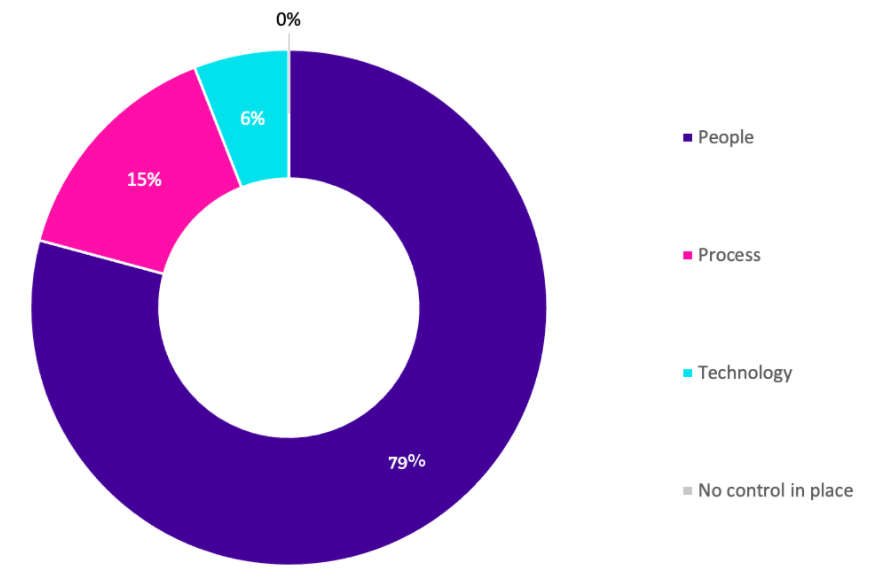 0%
6%
15%
79%
People
Process
Technology
No control in place